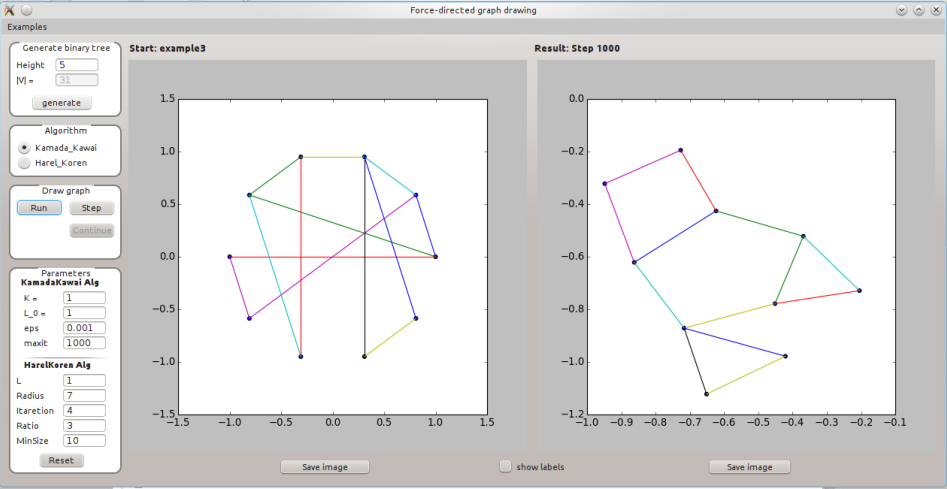 Force-directed graph drawing
Examples
Generate binary tree
Height 5
|V| = 31
generate
Algorithm
Kamada_Kawai
Harel_Koren
Draw graph
Run Step
Continue
Parameters
KamadaKawai Alg
K = 1
L_0 = 1
eps 0.001
maxit 1000
HarelKoren Alg
L 1
Radius 7
Itaretion 4
Ratio 3
MinSize 10
Reset
Start: example3
1.5
1.0
0.5
0.0
−0.5
−1.0
−1.5
−1.5 −1.0 −0.5 0.0 0.5 1.0 1.5
Save image
show labels
Result: Step 1000
0.0
−0.2
−0.4
−0.6
−0.8
−1.0
−1.2
−1.0 −0.9 −0.8 −0.7 −0.6 −0.5 −0.4 −0.3 −0.2 −0.1
Save image